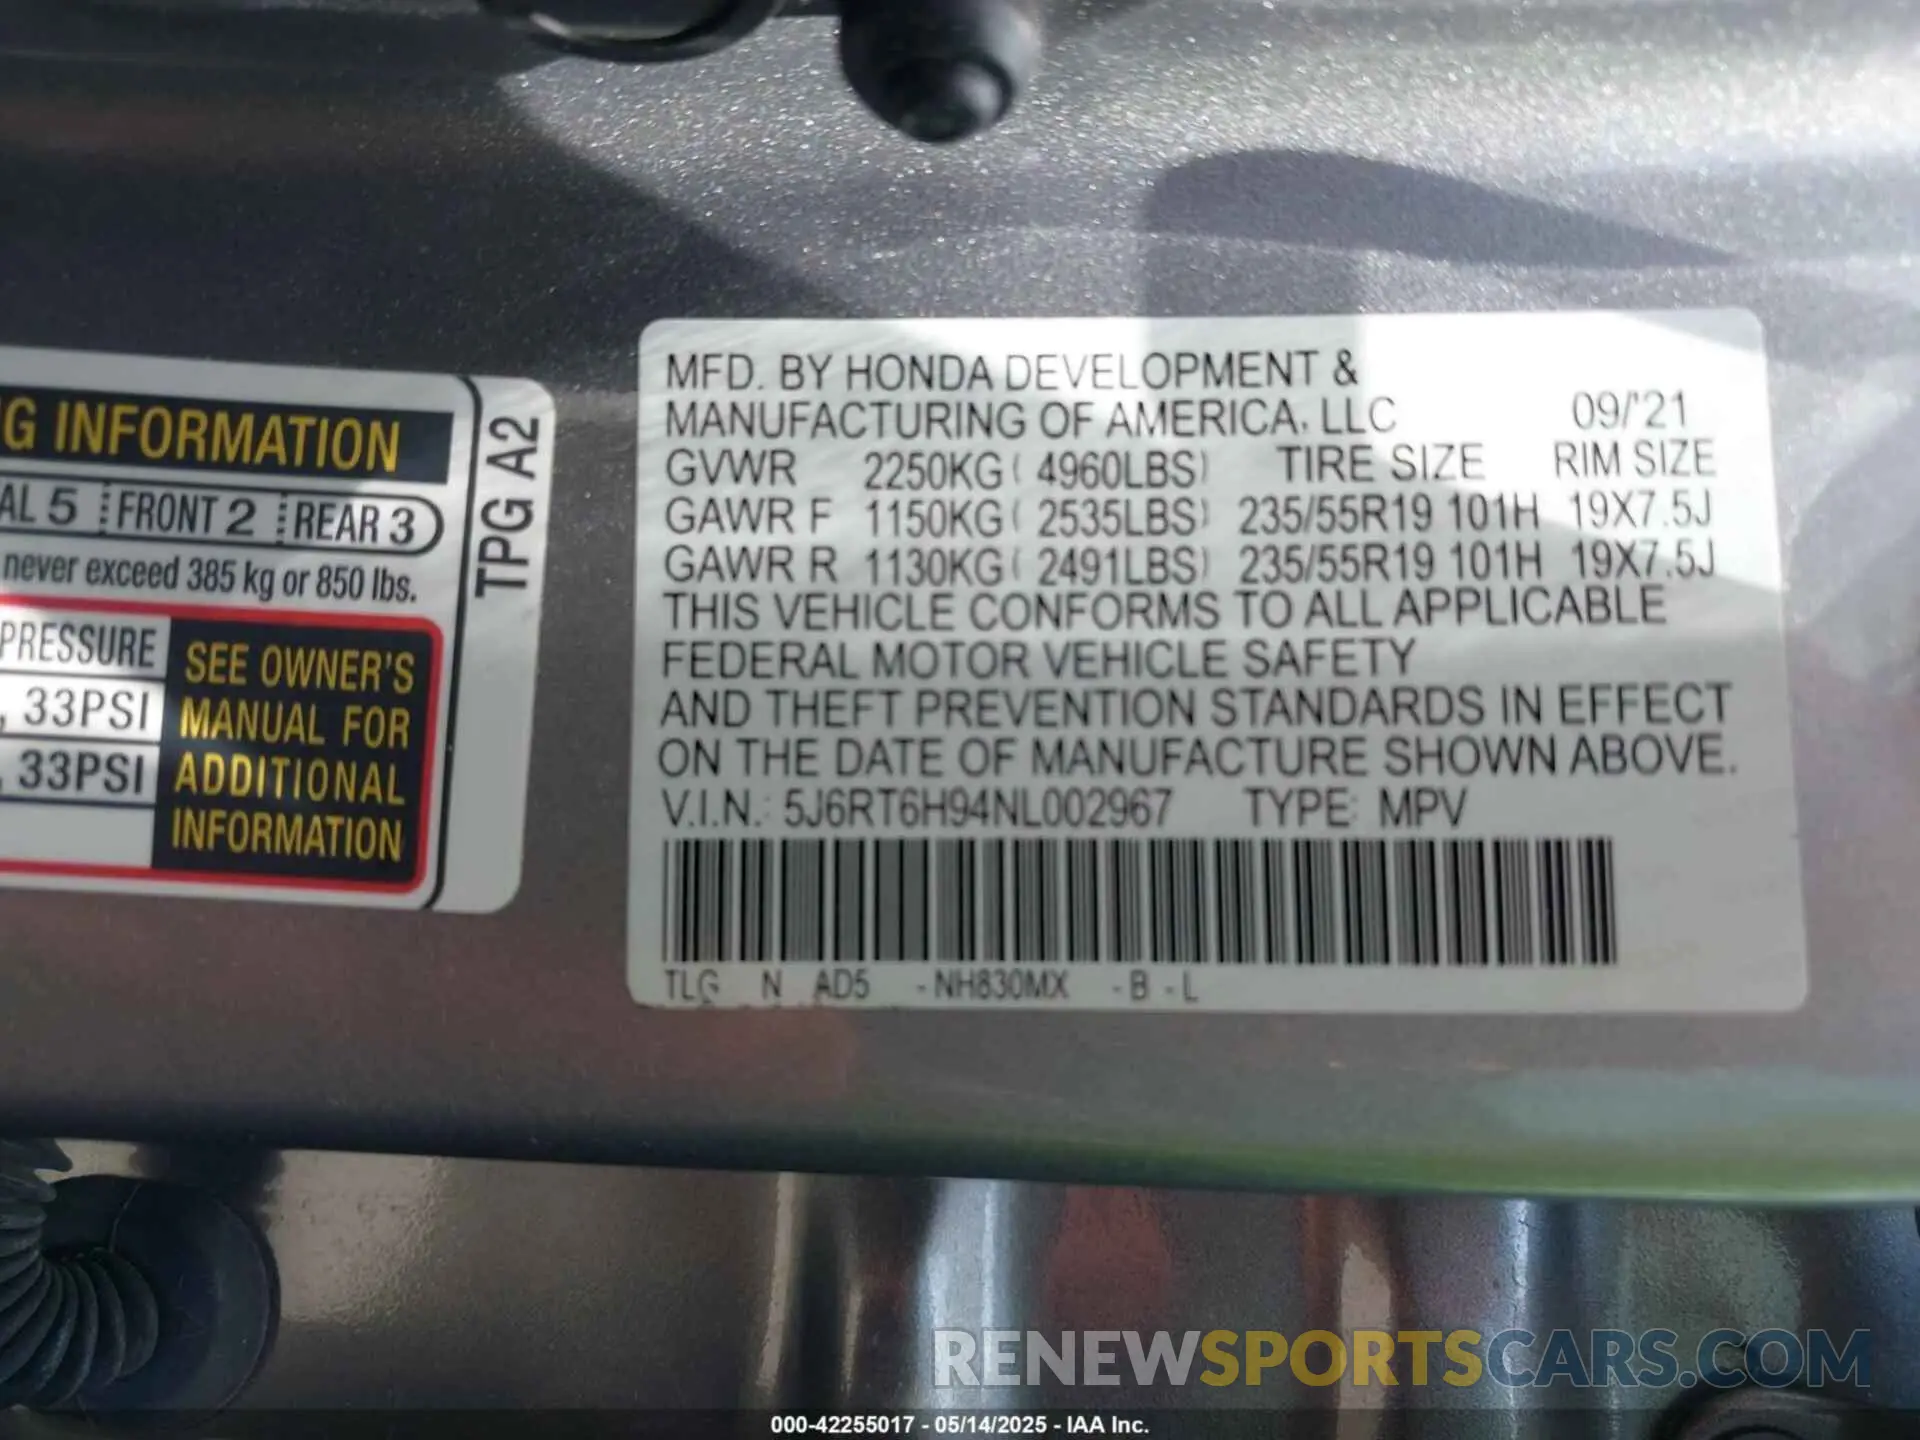 G INFORMATION
AL 5 FRONT 2 REAR 3
never exceed 385 kg or 850 lbs.
PRESSURE
, 33PSI
, 33PSI
SEE OWNER'S
MANUAL FOR
ADDITIONAL
INFORMATION
TPG A2
MFD. BY HONDA DEVELOPMENT &
MANUFACTURING OF AMERICA, LLC 09/'21
GVWR 2250KG( 4960LBS) TIRE SIZE RIM SIZE
GAWR F 1150KG( 2535LBS) 235/55R19 101H 19X7.5J
GAWR R 1130KG( 2491LBS) 235/55R19 101H 19X7.5J
THIS VEHICLE CONFORMS TO ALL APPLICABLE
FEDERAL MOTOR VEHICLE SAFETY
AND THEFT PREVENTION STANDARDS IN EFFECT
ON THE DATE OF MANUFACTURE SHOWN ABOVE.
V.I.N.: 5J6RT6H94NL002967 TYPE: MPV
TLG N AD5 -NH830MX -B -L
RENEWSPORTSCARS.COM
000-42255017 - 05/14/2025 - IAA Inc.